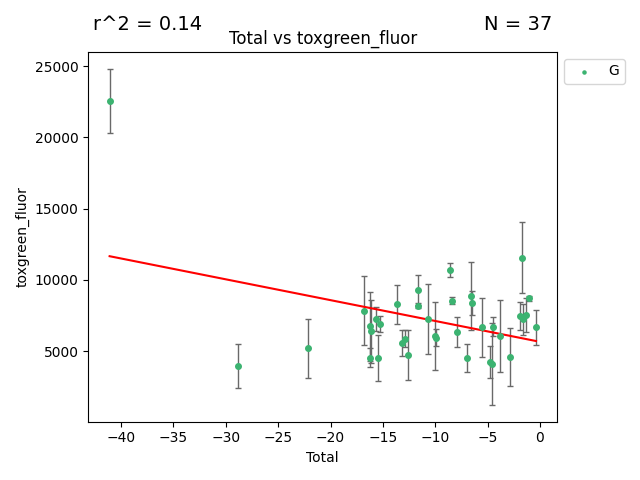 r^2 = 0.14
N = 37
Total vs toxgreen_fluor
G
25000
20000
15000
10000
5000
toxgreen_fluor
−40
−35
−30
−25
−20
−15
−10
−5
0
Total